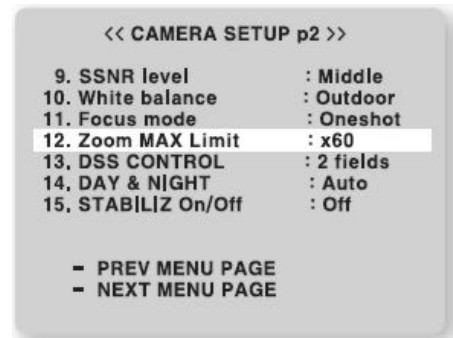 << CAMERA SETUP p2 >>
9. SSNR level : Middle
10. White balance : Outdoor
11. Focus mode : Oneshot
12. Zoom MAX Limit : x60
13. DSS CONTROL : 2 fields
14. DAY & N|GHT : Auto
15. STAB|L|Z On/Off : Off
- PREV MENU PAGE
- NEXT MENU PAGE